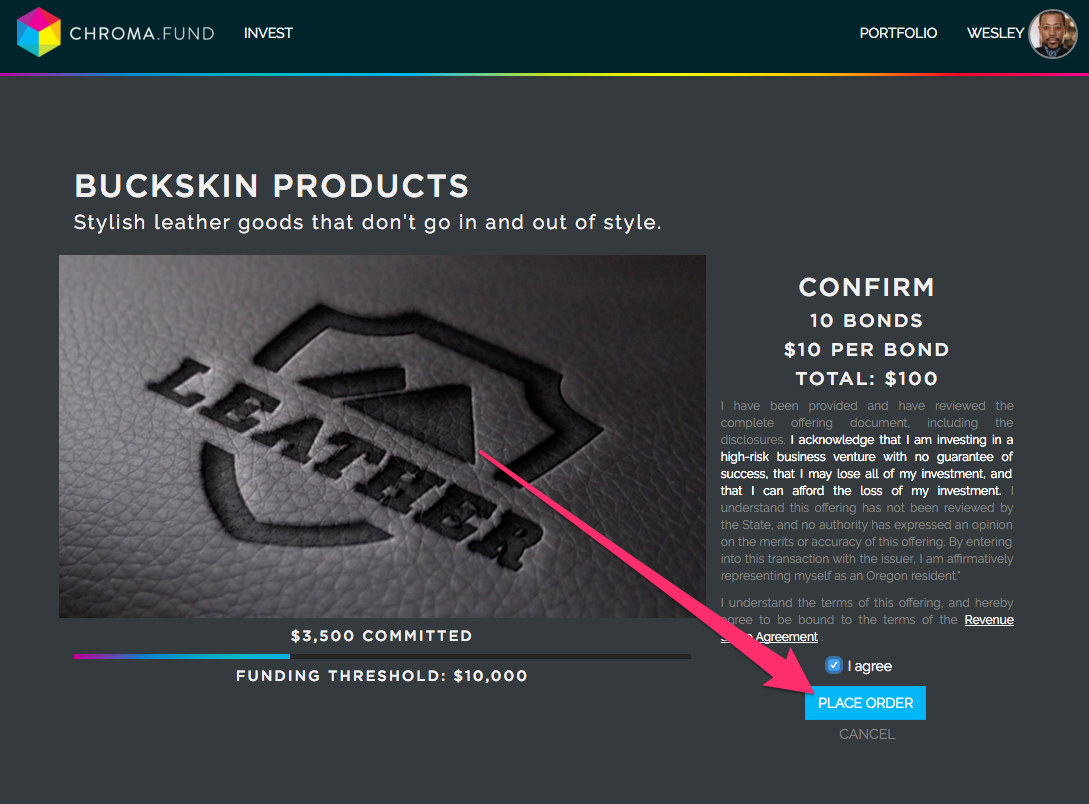 CHROMA.FUND
INVEST
PORTFOLIO
WESLEY
BUCKSKIN PRODUCTS
Stylish leather goods that don't go in and out of style.
LEATHER
$3,500 COMMITTED
FUNDING THRESHOLD: $10,000
CONFIRM
10 BONDS
$10 PER BOND
TOTAL: $100
I have been provided and have reviewed the
complete offering document, including the
disclosures. I acknowledge that I am investing in a
high-risk business venture with no guarantee of
success, that I may lose all of my investment, and
that I can afford the loss of my investment. I
understand this offering has not been reviewed by
the State, and no authority has expressed an opinion
on the merits or accuracy of this offering. By entering
into this transaction with the issuer, I am affirmatively
representing myself as an Oregon resident."
I understand the terms of this offering, and hereby
agree to be bound to the terms of the Revenue
Agreement.
I agree
PLACE ORDER
CANCEL